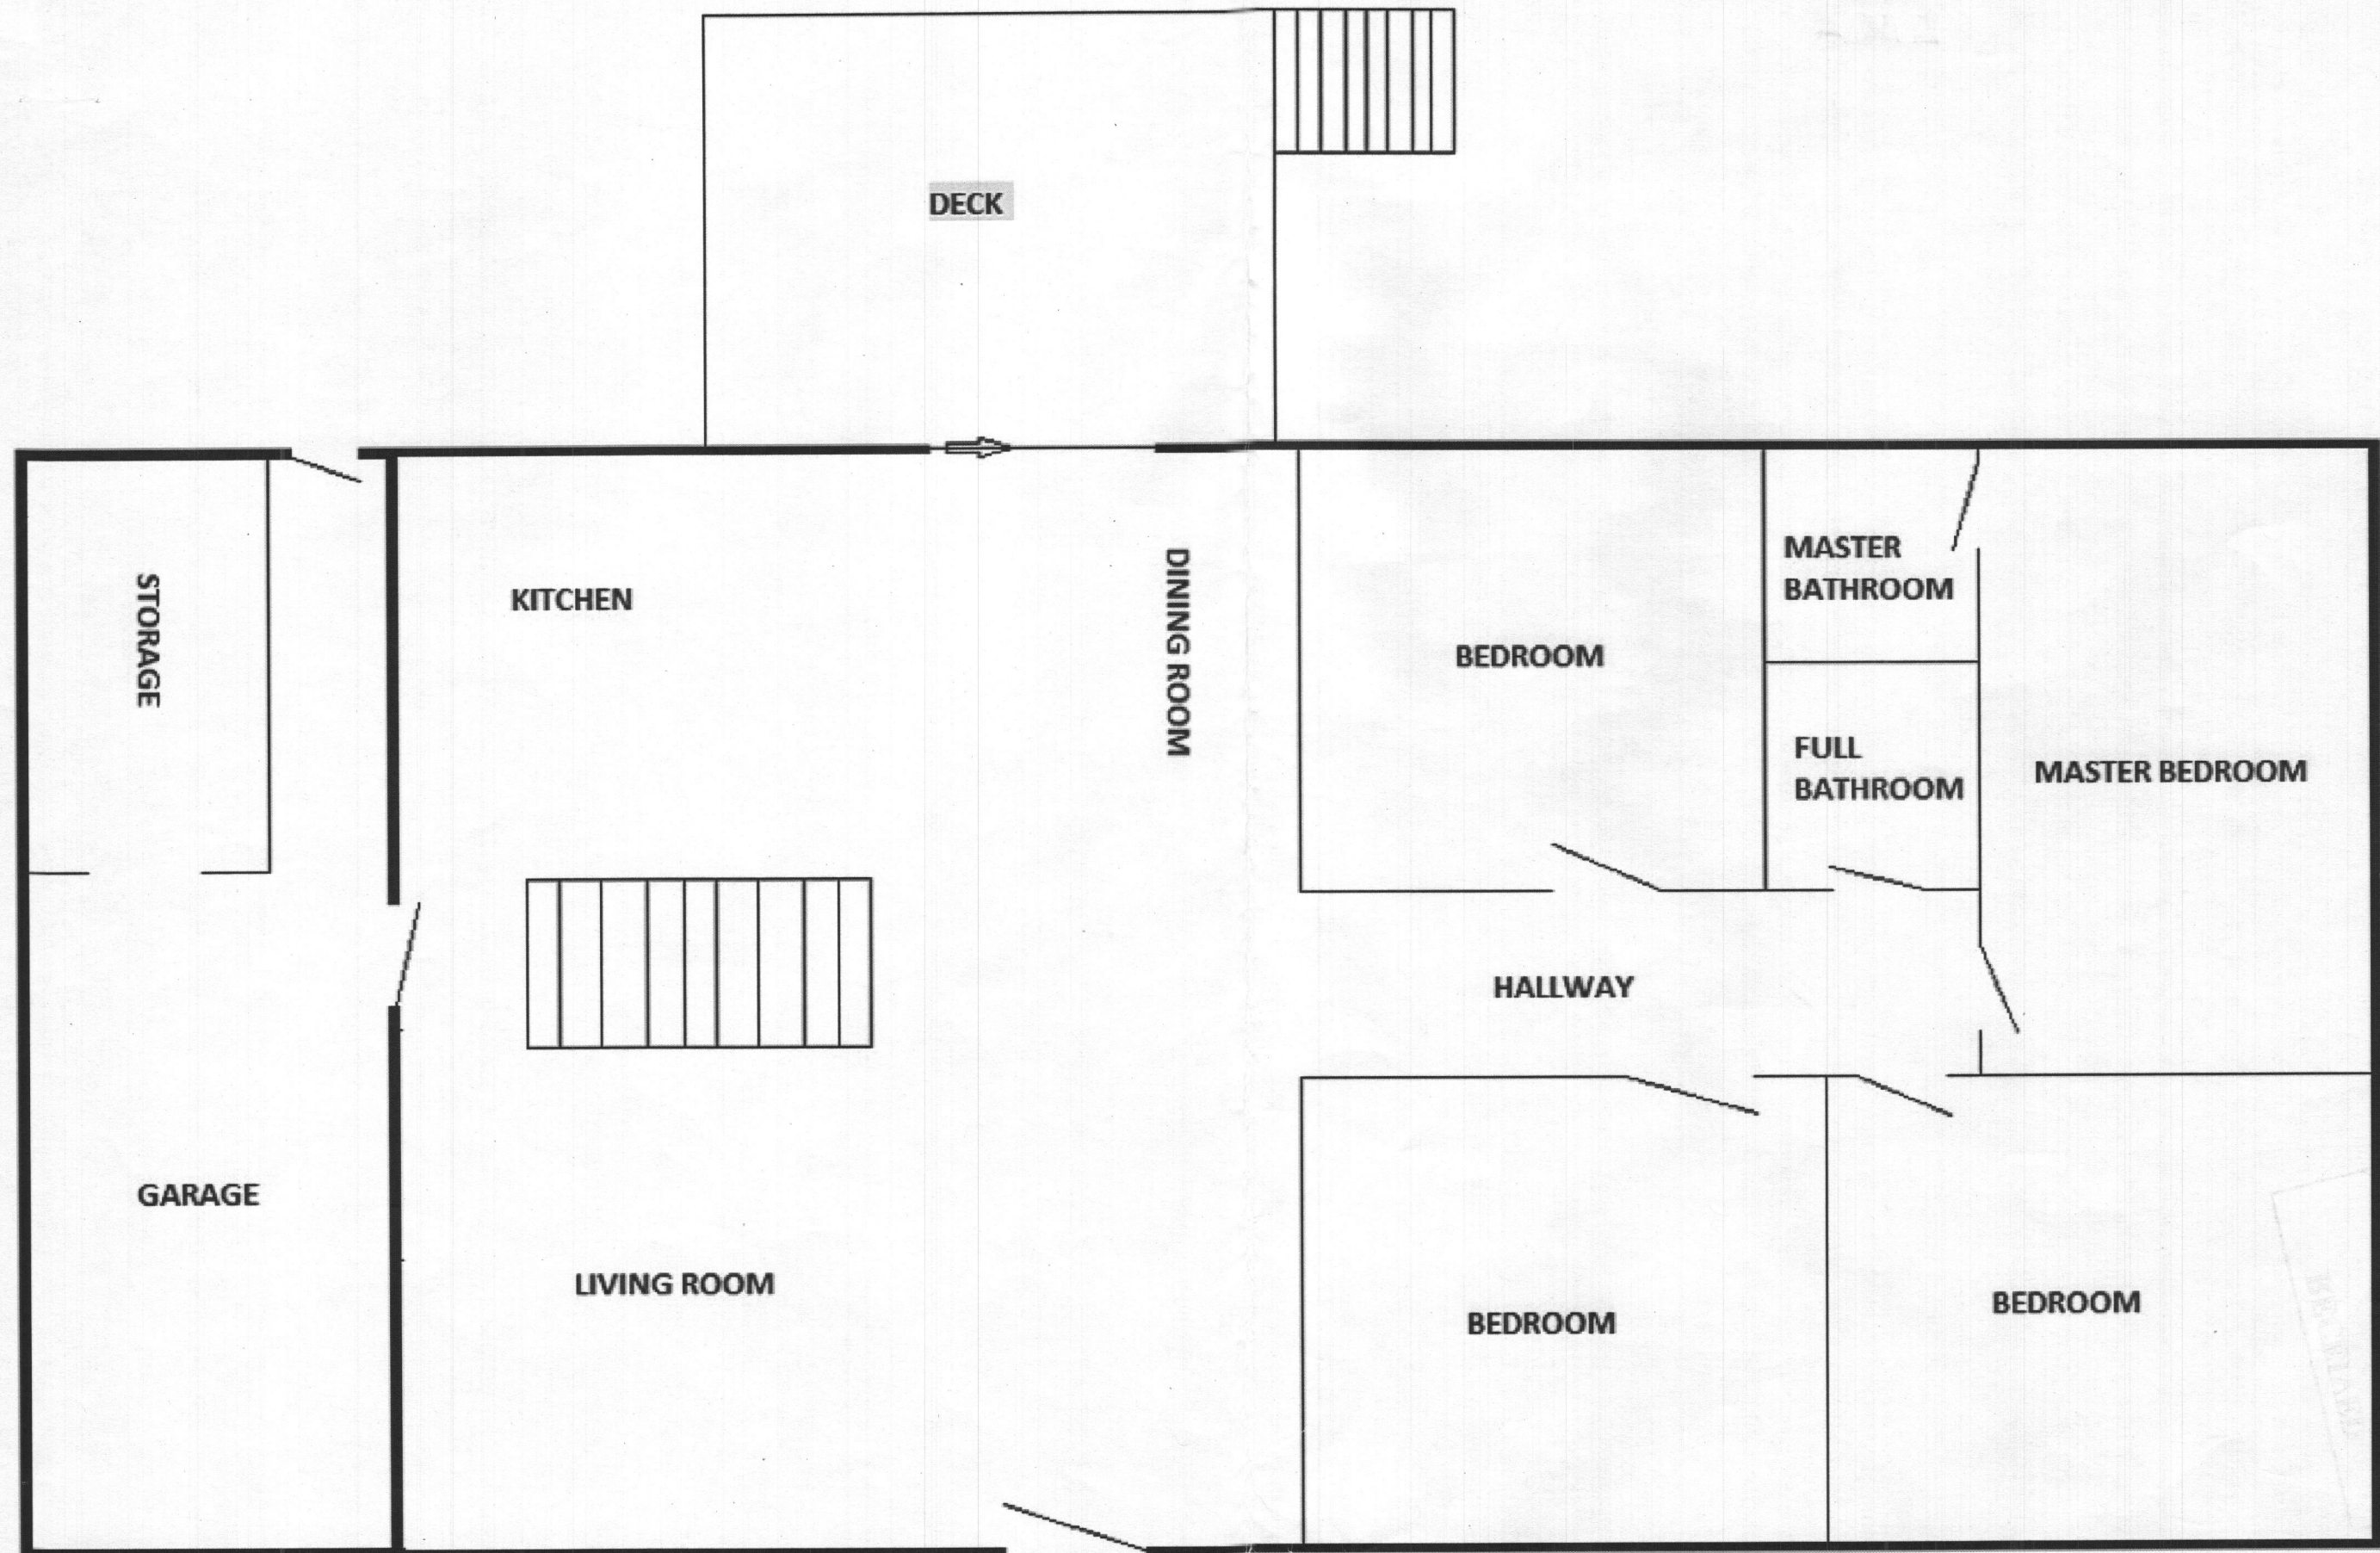 DECK
STORAGE
KITCHEN
DINING ROOM
BEDROOM
MASTER
BATHROOM
FULL
BATHROOM
MASTER BEDROOM
HALLWAY
GARAGE
LIVING ROOM
BEDROOM
BEDROOM